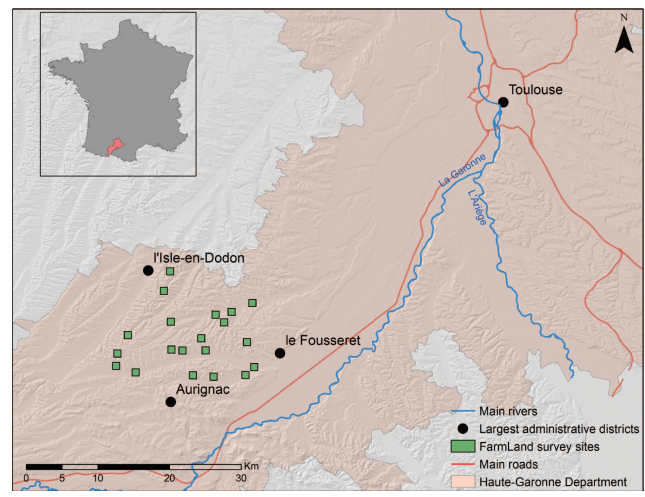 N
Toulouse
La Garonne
L'Ariège
l'Isle-en-Dodon
le Fousseret
Aurignac
Main rivers
Largest administrative districts
FarmLand survey sites
Main roads
Haute-Garonne Department
Km
0 5 10 20 30